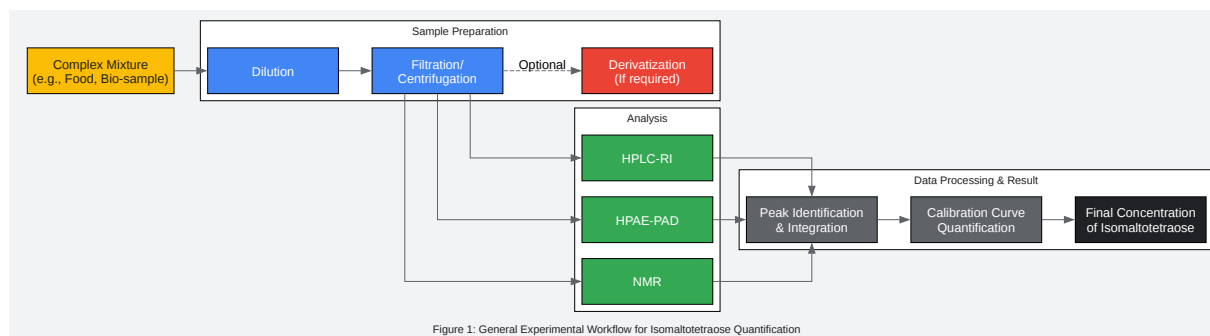 Sample Preparation
Complex Mixture
(e.g., Food, Bio-sample)
Dilution
Filtration/
Centrifugation
Optional
Derivatization
(If required)
Analysis
HPLC-RI
HPAE-PAD
NMR
Data Processing & Result
Peak Identification
& Integration
Calibration Curve
Quantification
Final Concentration
of Isomaltotetraose
Figure 1: General Experimental Workflow for Isomaltotetraose Quantification